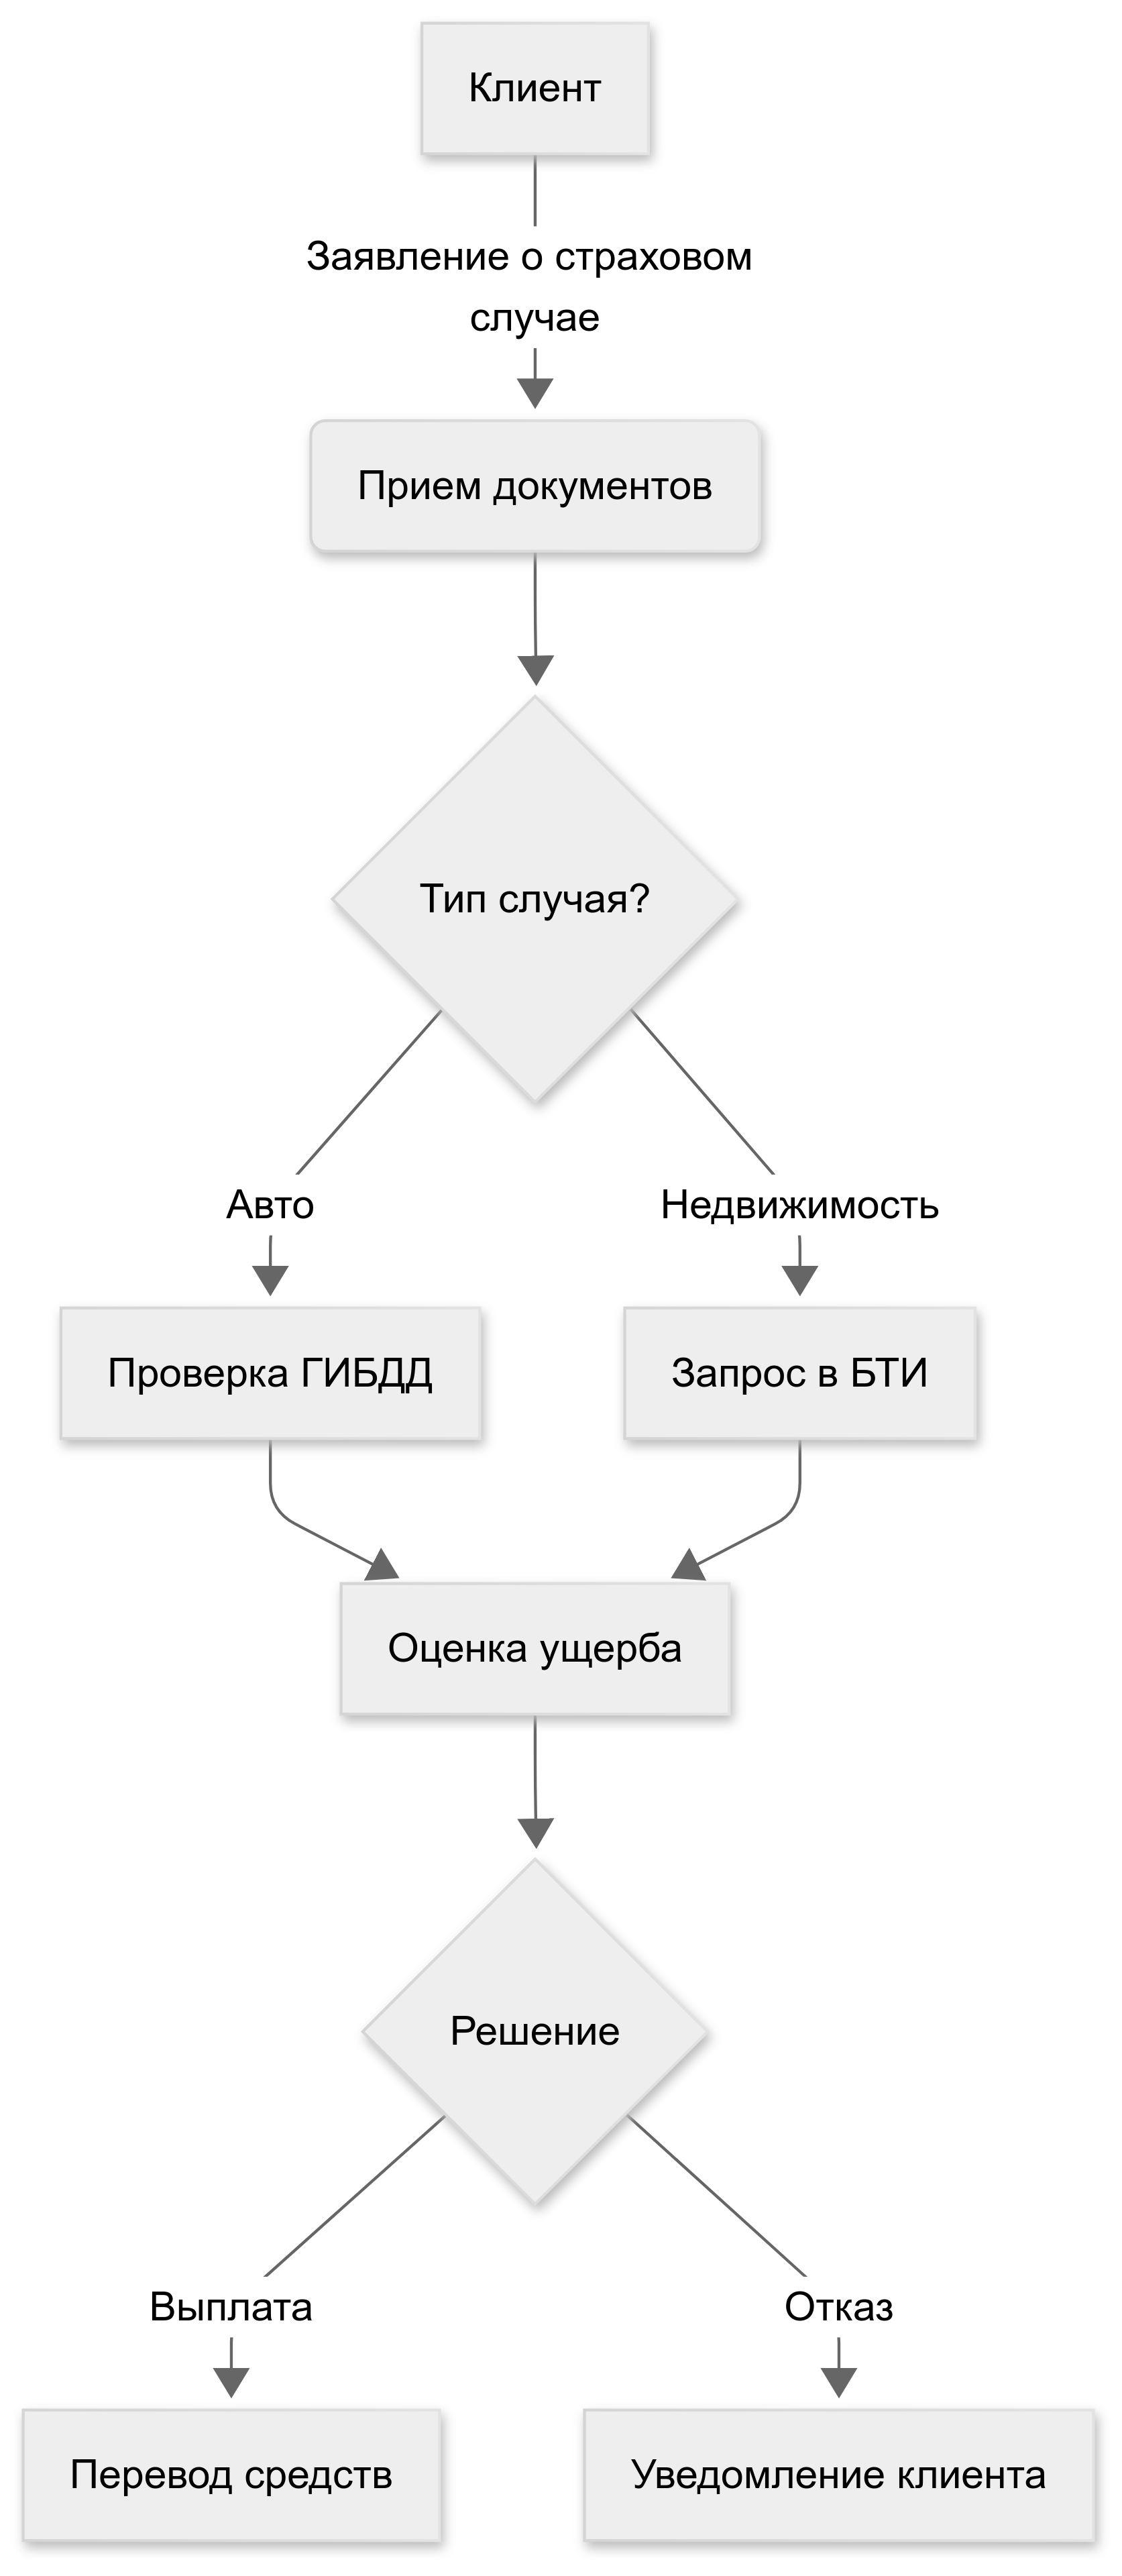 Клиент
Заявление о страховом
случае
Прием документов
Тип случая?
Авто
Недвижимость
Проверка ГИБДД
Запрос в БТИ
Оценка ущерба
Решение
Выплата
Отказ
Перевод средств
Уведомление клиента